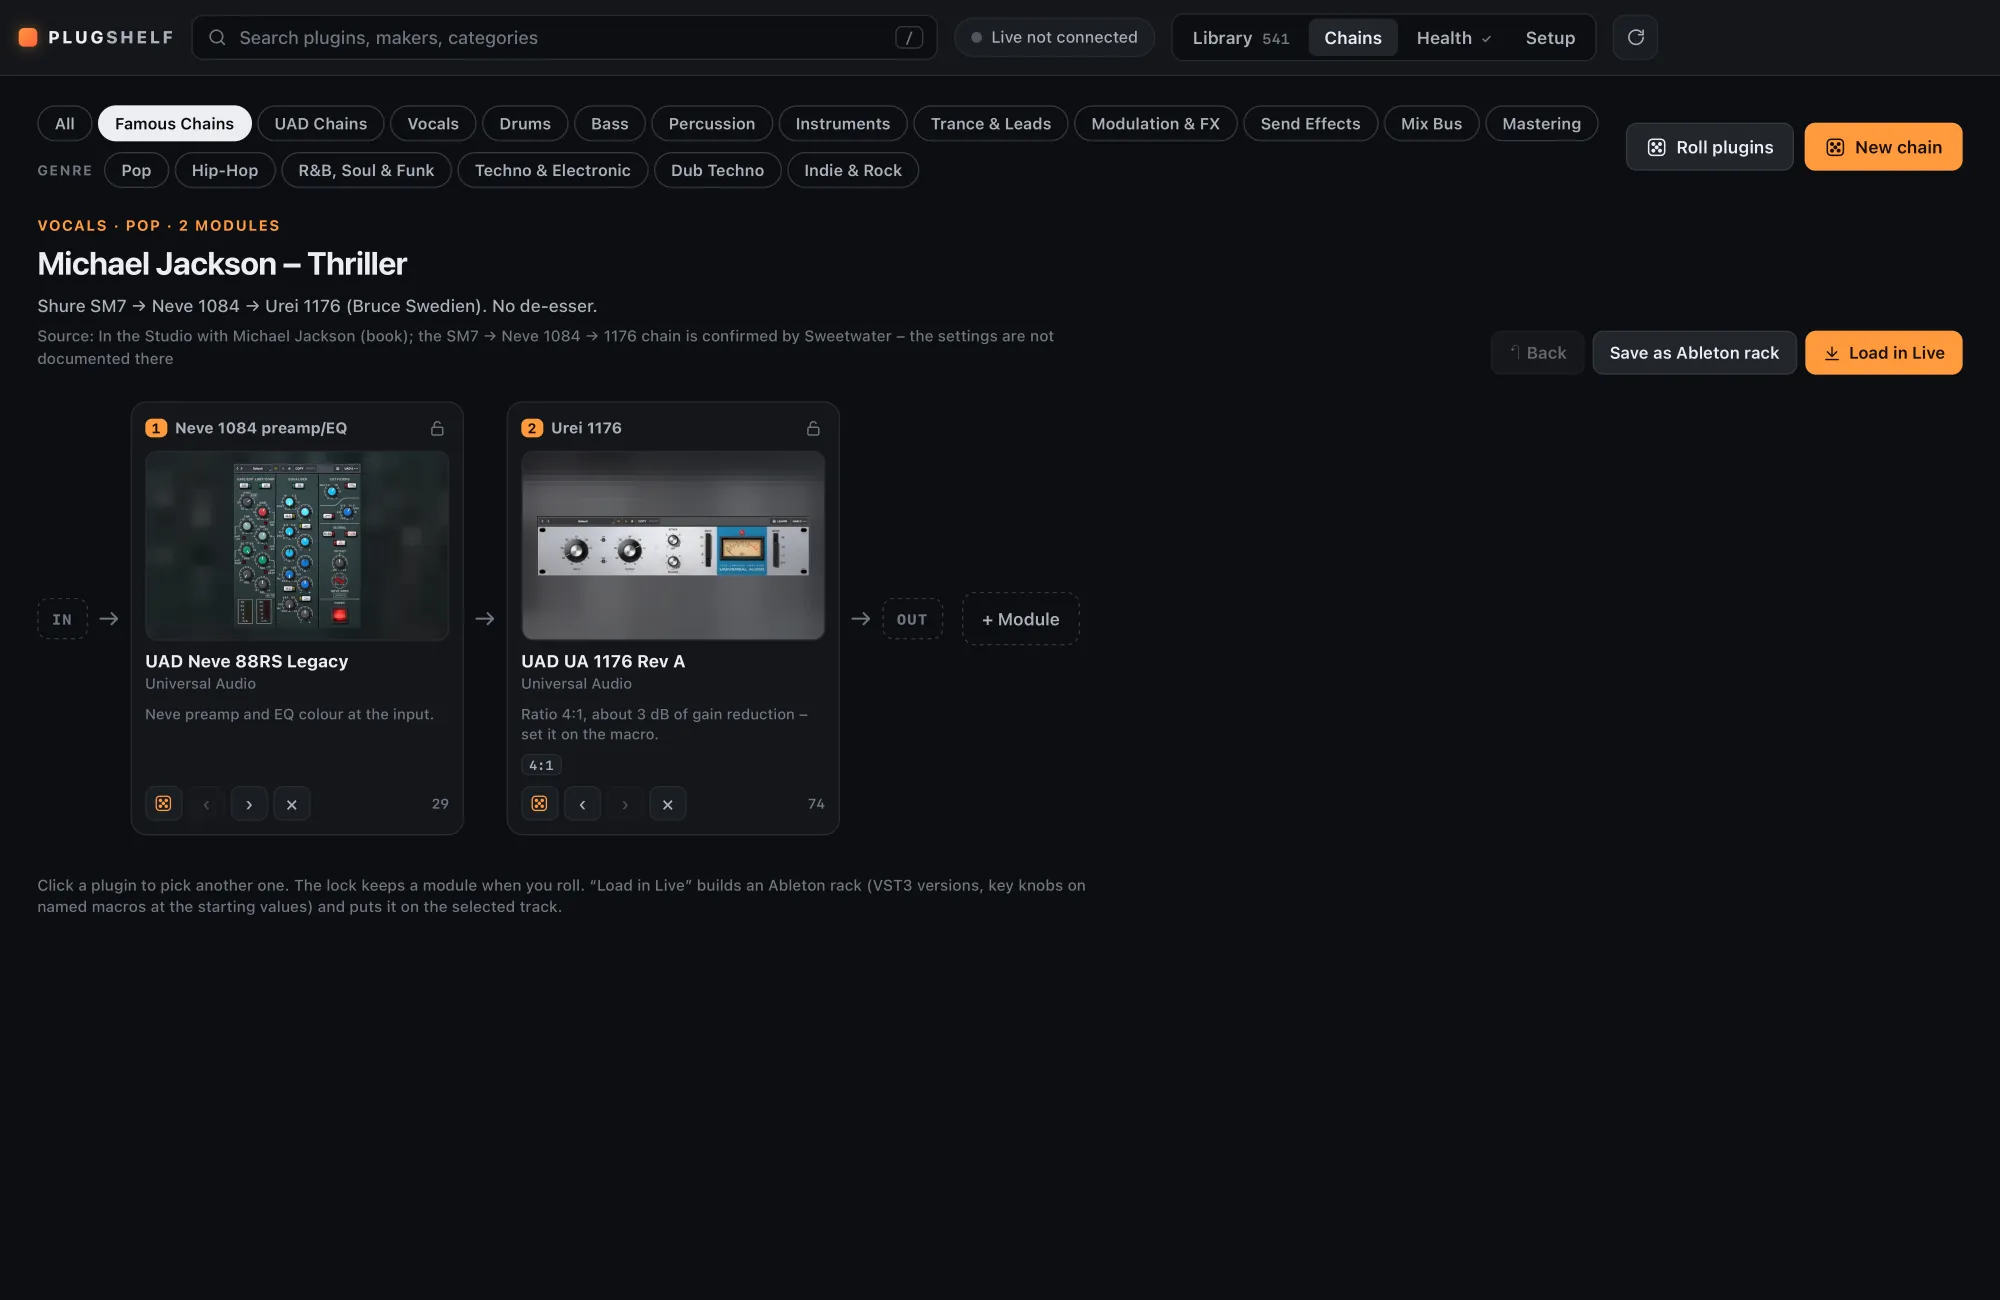 PLUGSHELF
Search plugins, makers, categories
/
Live not connected
Library 541
Chains
Health
Setup
All
Famous Chains
UAD Chains
Vocals
Drums
Bass
Percussion
Instruments
Trance & Leads
Modulation & FX
Send Effects
Mix Bus
Mastering
GENRE
Pop
Hip-Hop
R&B, Soul & Funk
Techno & Electronic
Dub Techno
Indie & Rock
Roll plugins
New chain
VOCALS · POP · 2 MODULES
Michael Jackson – Thriller
Shure SM7 → Neve 1084 → Urei 1176 (Bruce Swedien). No de-esser.
Source: In the Studio with Michael Jackson (book); the SM7 → Neve 1084 → 1176 chain is confirmed by Sweetwater – the settings are not
documented there
Back
Save as Ableton rack
Load in Live
IN
1 Neve 1084 preamp/EQ
UAD Neve 88RS Legacy
Universal Audio
Neve preamp and EQ colour at the input.
29
2 Urei 1176
UAD UA 1176 Rev A
Universal Audio
Ratio 4:1, about 3 dB of gain reduction –
set it on the macro.
4:1
74
OUT
+ Module
Click a plugin to pick another one. The lock keeps a module when you roll. “Load in Live” builds an Ableton rack (VST3 versions, key knobs on
named macros at the starting values) and puts it on the selected track.